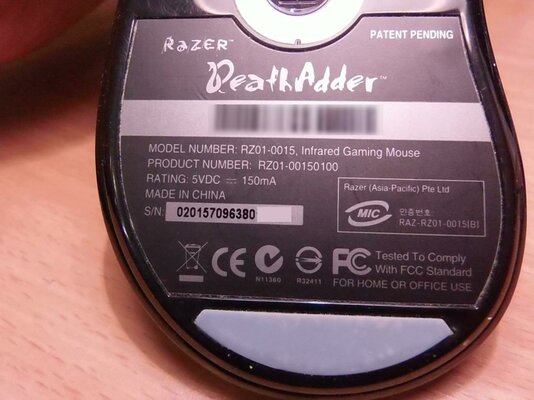 PATENT PENDING
RAZER™
DeathAdder™
MODEL NUMBER: RZ01-0015, Infrared Gaming Mouse
PRODUCT NUMBER: RZ01-00150100
RATING: 5VDC ⎓ 150mA
MADE IN CHINA
S/N: 020157096380
Razer (Asia-Pacific) Pte Ltd
MIC
인증번호
RAZ-RZ01-0015(B)
CE
N11360
R32411
FC
Tested To Comply
With FCC Standard
FOR HOME OR OFFICE USE